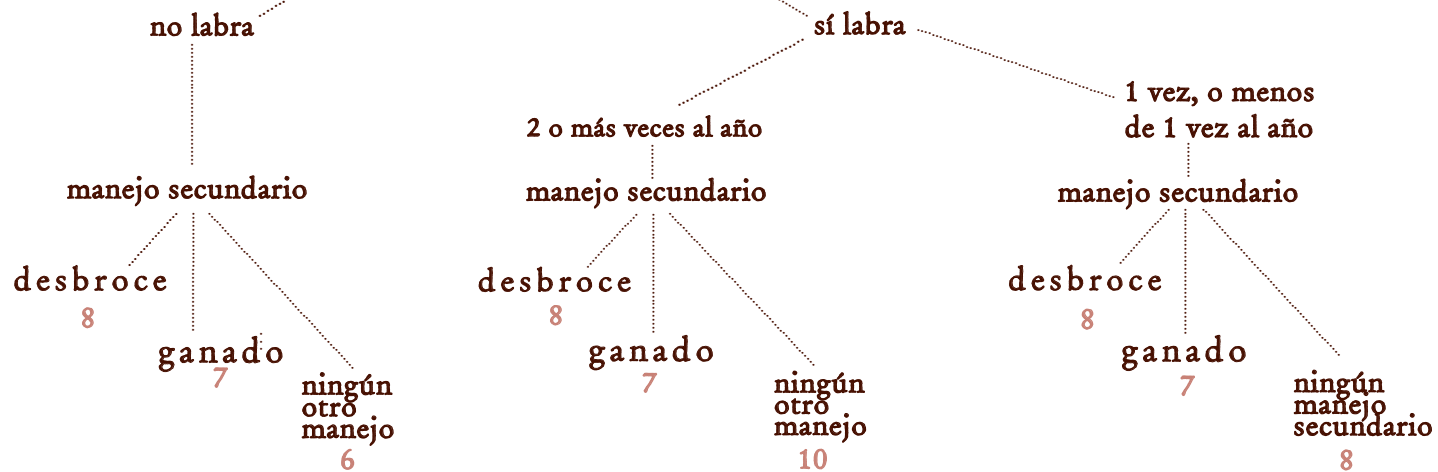 no labra
sí labra
2 o más veces al año
1 vez, o menos
de 1 vez al año
manejo secundario
manejo secundario
manejo secundario
desbroce
8
ganado
7
ningún
otro
manejo
6
desbroce
8
ganado
7
ningún
otro
manejo
10
desbroce
8
ganado
7
ningún
manejo
secundario
8